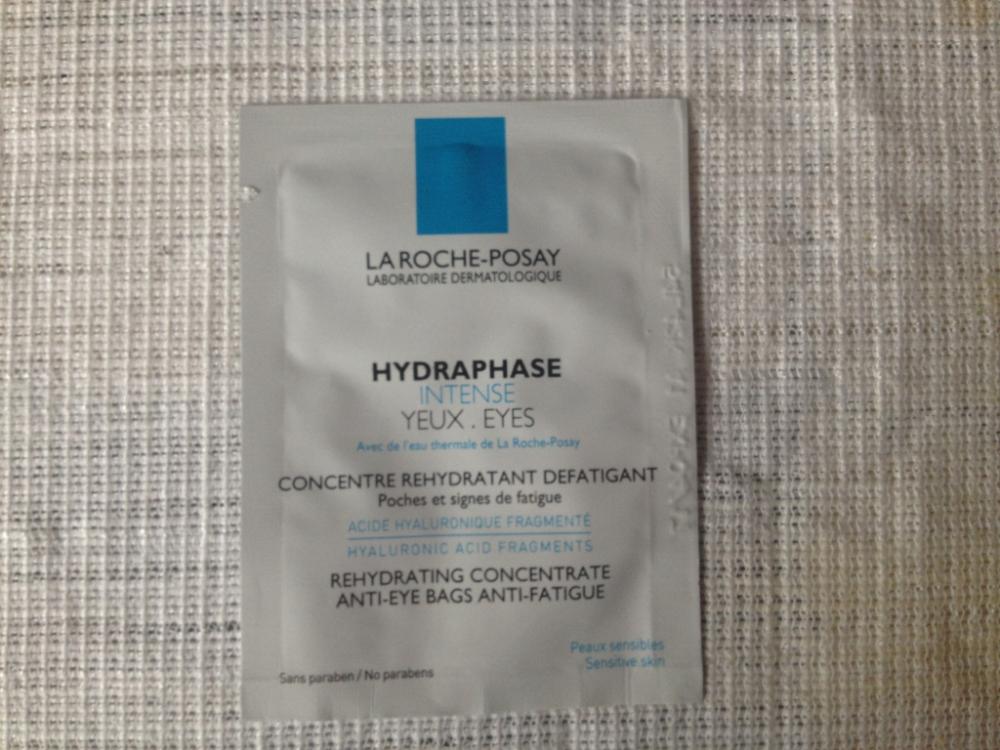 LA ROCHE-POSAY
LABORATOIRE DERMATOLOGIQUE
HYDRAPHASE
INTENSE
YEUX . EYES
Avec de l'eau thermale de La Roche-Posay
CONCENTRE REHYDRATANT DEFATIGANT
Poches et signes de fatigue
ACIDE HYALURONIQUE FRAGMENTÉ
HYALURONIC ACID FRAGMENTS
REHYDRATING CONCENTRATE
ANTI-EYE BAGS ANTI-FATIGUE
Peaux sensibles
Sensitive skin
Sans paraben / No parabens